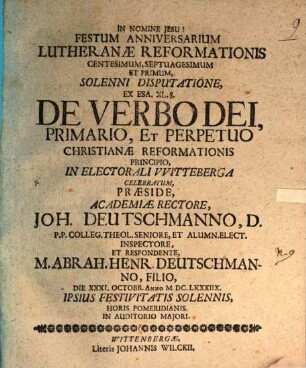 IN NOMINE JESU!
FESTUM ANNIVERSARIUM
LUTHERANÆ REFORMATIONIS
CENTESIMUM, SEPTUAGESIMUM
ET PRIMUM,
SOLENNI DISPUTATIONE,
EX ESA. XL, 8.
DE VERBO DEI,
PRIMARIO, ET PERPETUO
CHRISTIANÆ REFORMATIONIS
PRINCIPIO,
IN ELECTORALI VVITTEBERGA
CELEBRATUM,
PRÆSIDE,
ACADEMIÆ RECTORE,
JOH. DEUTSCHMANNO, D.
P.P. COLLEG. THEOL. SENIORE, ET ALUMN. ELECT.
INSPECTORE,
ET RESPONDENTE,
M. ABRAH. HENR. DEUTSCHMAN-
NO, FILIO,
DIE XXXI. OCTOBR. ANNO M DC. LXXXIIX.
IPSIUS FESTIVITATIS SOLENNIS,
HORIS POMERIDIANIS.
IN AUDITORIO MAJORI.
WITTENBERGÆ,
Literis JOHANNIS WILCKII.